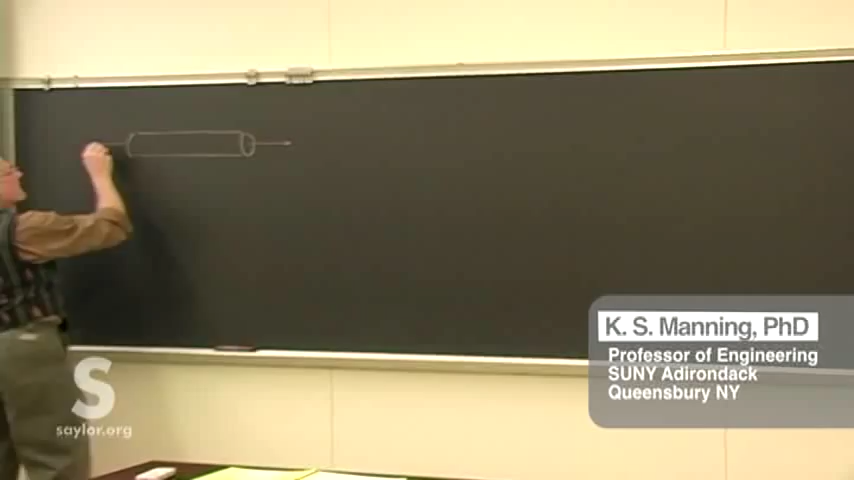 K. S. Manning, PhD
Professor of Engineering
SUNY Adirondack
Queensbury NY
S
saylor.org